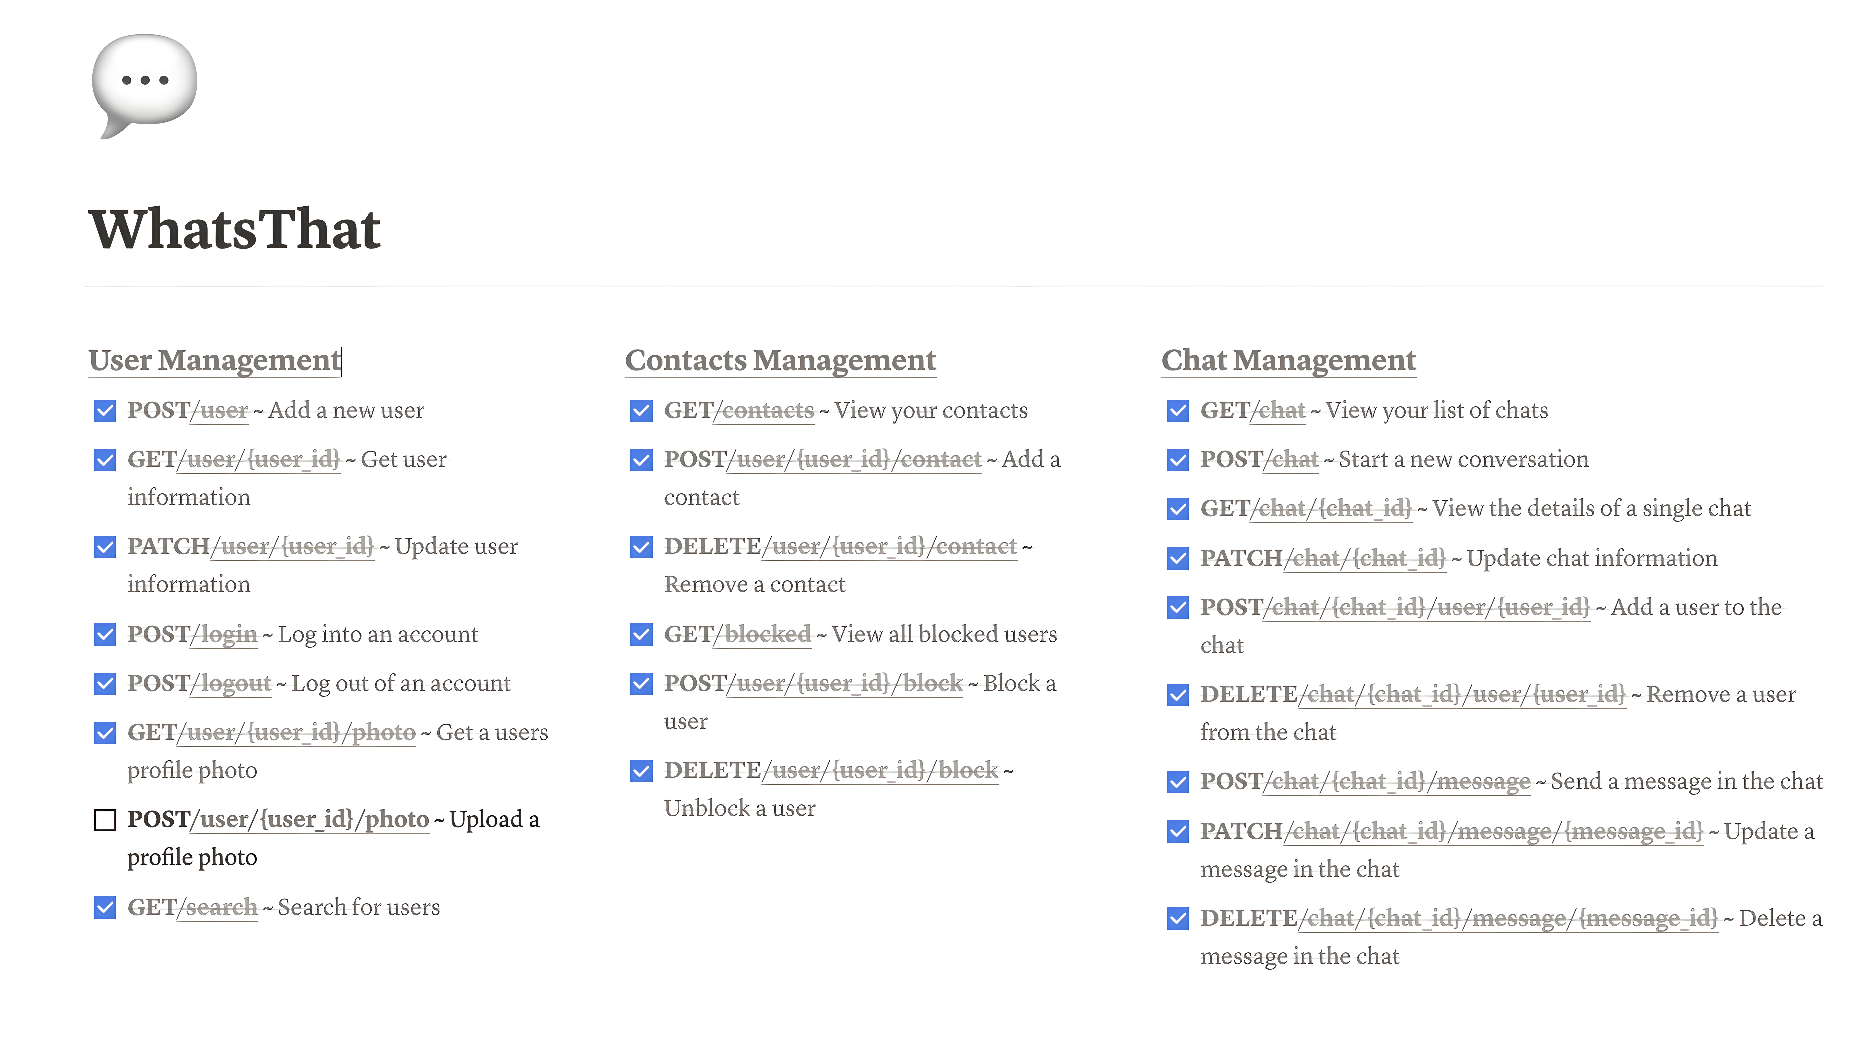 WhatsThat
User Management
POST/user ~ Add a new user
GET/user/{user_id} ~ Get user
information
PATCH/user/{user_id} ~ Update user
information
POST/login ~ Log into an account
POST/logout ~ Log out of an account
GET/user/{user_id}/photo ~ Get a users
profile photo
POST/user/{user_id}/photo ~ Upload a
profile photo
GET/search ~ Search for users
Contacts Management
GET/contacts ~ View your contacts
POST/user/{user_id}/contact ~ Add a
contact
DELETE/user/{user_id}/contact ~
Remove a contact
GET/blocked ~ View all blocked users
POST/user/{user_id}/block ~ Block a
user
DELETE/user/{user_id}/block ~
Unblock a user
Chat Management
GET/chat ~ View your list of chats
POST/chat ~ Start a new conversation
GET/chat/{chat_id} ~ View the details of a single chat
PATCH/chat/{chat_id} ~ Update chat information
POST/chat/{chat_id}/user/{user_id} ~ Add a user to the
chat
DELETE/chat/{chat_id}/user/{user_id} ~ Remove a user
from the chat
POST/chat/{chat_id}/message ~ Send a message in the chat
PATCH/chat/{chat_id}/message/{message_id} ~ Update a
message in the chat
DELETE/chat/{chat_id}/message/{message_id} ~ Delete a
message in the chat